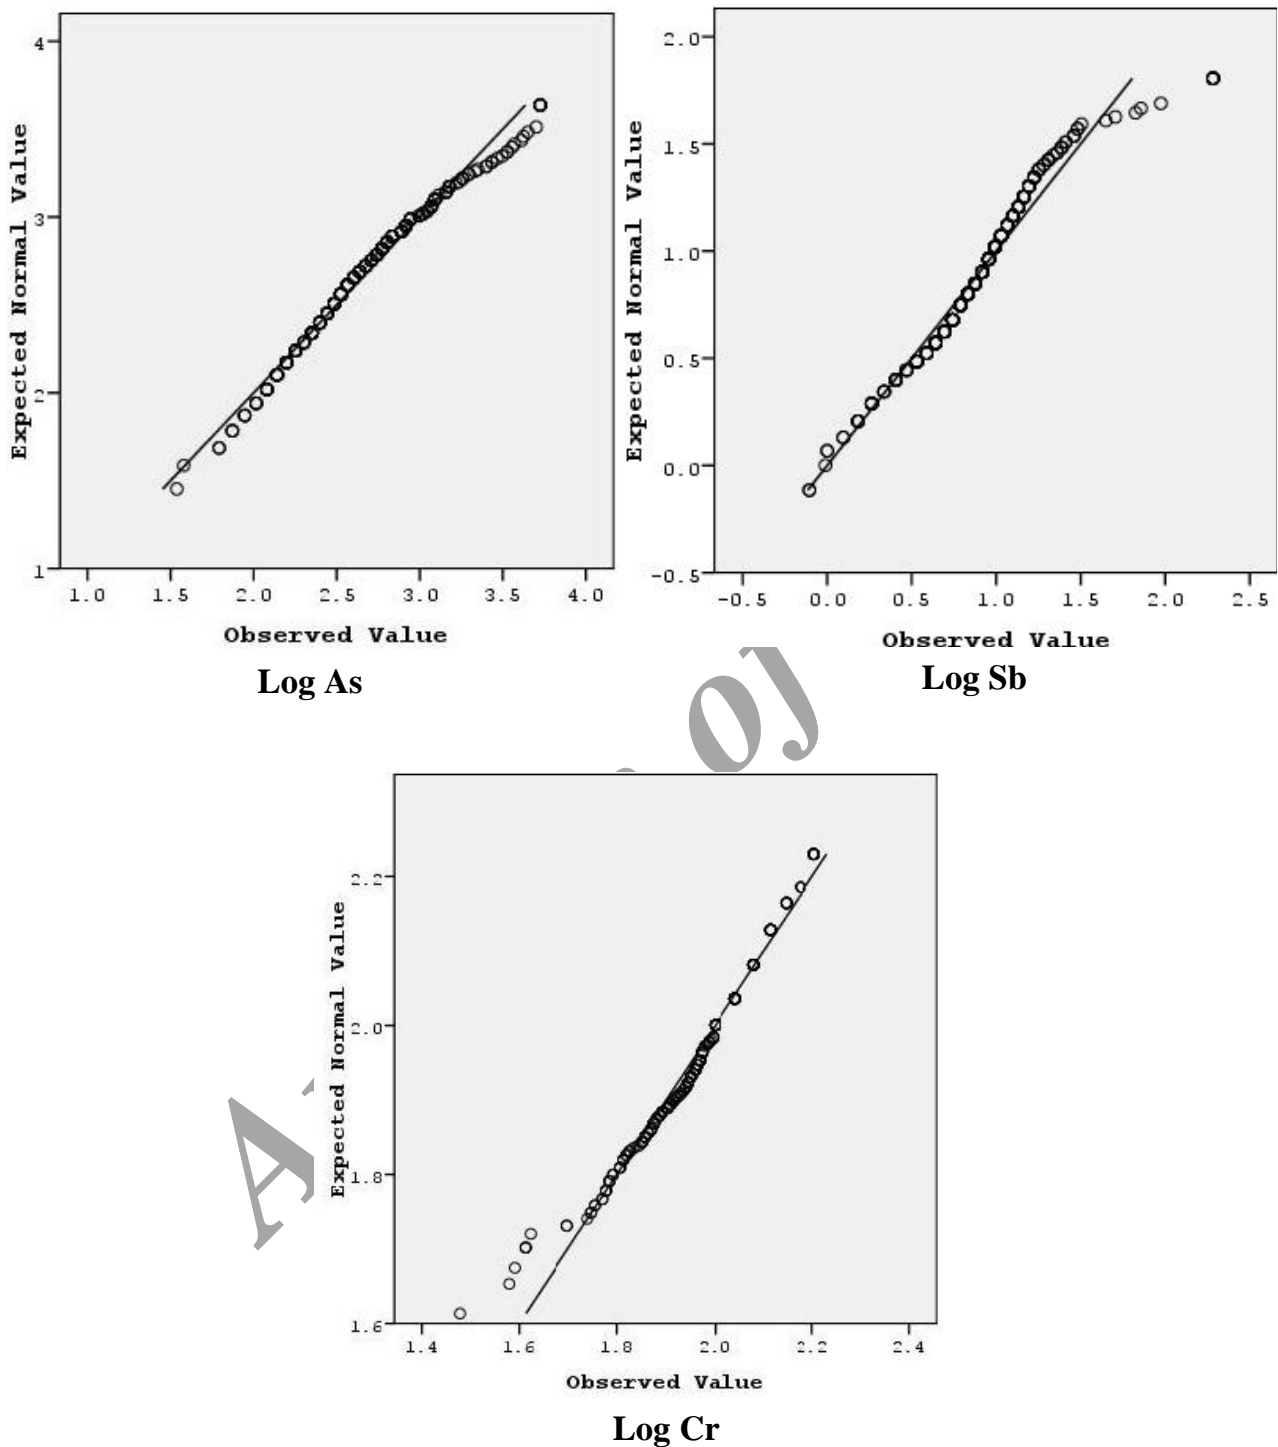 4
3
2
1
Expected Normal Value
1.0 1.5 2.0 2.5 3.0 3.5 4.0
Observed Value
Log As
2.0
1.5
1.0
0.5
0.0
-0.5
Expected Normal Value
-0.5 0.0 0.5 1.0 1.5 2.0 2.5
Observed Value
Log Sb
2.2
2.0
1.8
1.6
Expected Normal Value
1.4 1.6 1.8 2.0 2.2 2.4
Observed Value
Log Cr